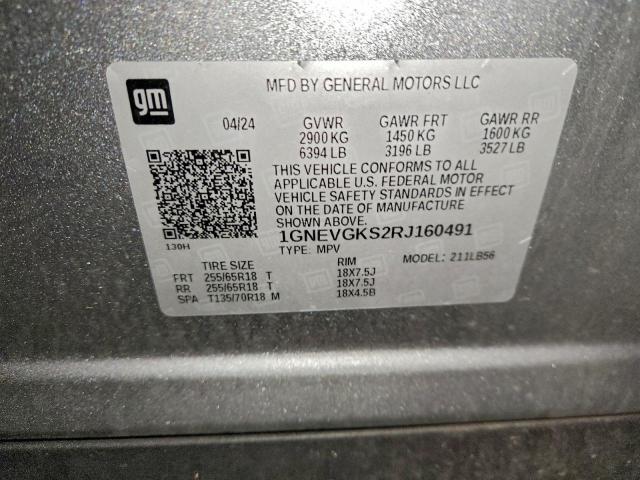 gm
MFD BY GENERAL MOTORS LLC
04/24 GVWR GAWR FRT GAWR RR
2900 KG 1450 KG 1600 KG
6394 LB 3196 LB 3527 LB
THIS VEHICLE CONFORMS TO ALL
APPLICABLE U.S. FEDERAL MOTOR
VEHICLE SAFETY STANDARDS IN EFFECT
ON THE DATE OF MANUFACTURE
SHOWN ABOVE.
130H
1GNEVGKS2RJ160491
TYPE: MPV MODEL: 211LB56
TIRE SIZE RIM
FRT 255/65R18 T 18X7.5J
RR 255/65R18 T 18X7.5J
SPA T135/70R18 M 18X4.5B